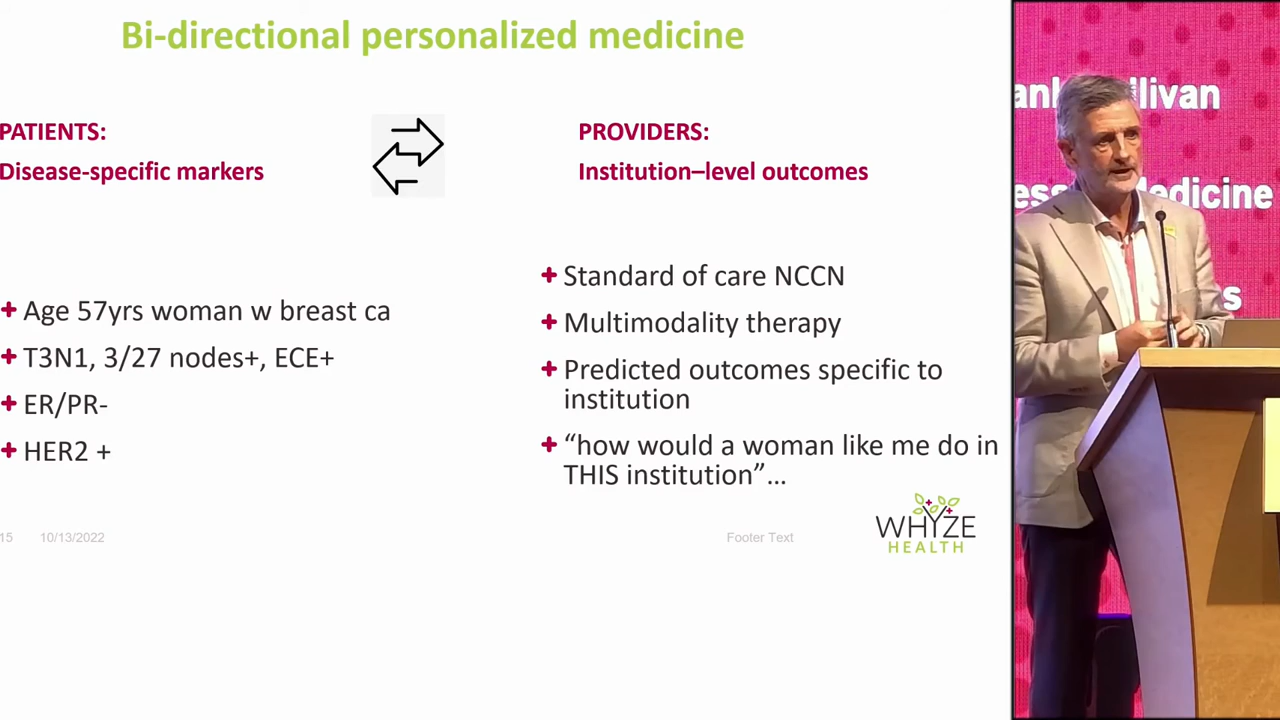 Bi-directional personalized medicine
PATIENTS:
Disease-specific markers
PROVIDERS:
Institution–level outcomes
+ Age 57yrs woman w breast ca
+ T3N1, 3/27 nodes+, ECE+
+ ER/PR-
+ HER2 +
+ Standard of care NCCN
+ Multimodality therapy
+ Predicted outcomes specific to
institution
+ “how would a woman like me do in
THIS institution”...
15 10/13/2022
Footer Text
WHYZE
HEALTH